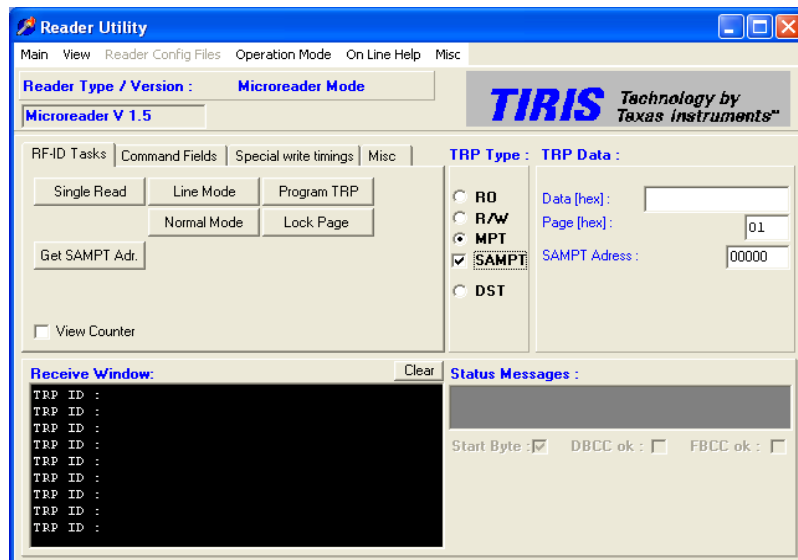 Reader Utility
Main View Reader Config Files Operation Mode On Line Help Misc
Reader Type / Version : Microreader Mode
Microreader V 1.5
TIRIS Technology by
Texas Instruments™
RF-ID Tasks Command Fields Special write timings Misc
Single Read Line Mode Program TRP
Normal Mode Lock Page
Get SAMPT Adr.
View Counter
TRP Type :
RO
R/W
MPT
SAMPT
DST
TRP Data :
Data [hex] :
Page [hex] : 01
SAMPT Adress : 00000
Receive Window: Clear
TRP ID :
TRP ID :
TRP ID :
TRP ID :
TRP ID :
TRP ID :
TRP ID :
TRP ID :
TRP ID :
Status Messages :
Start Byte : DBCC ok : FBCC ok :